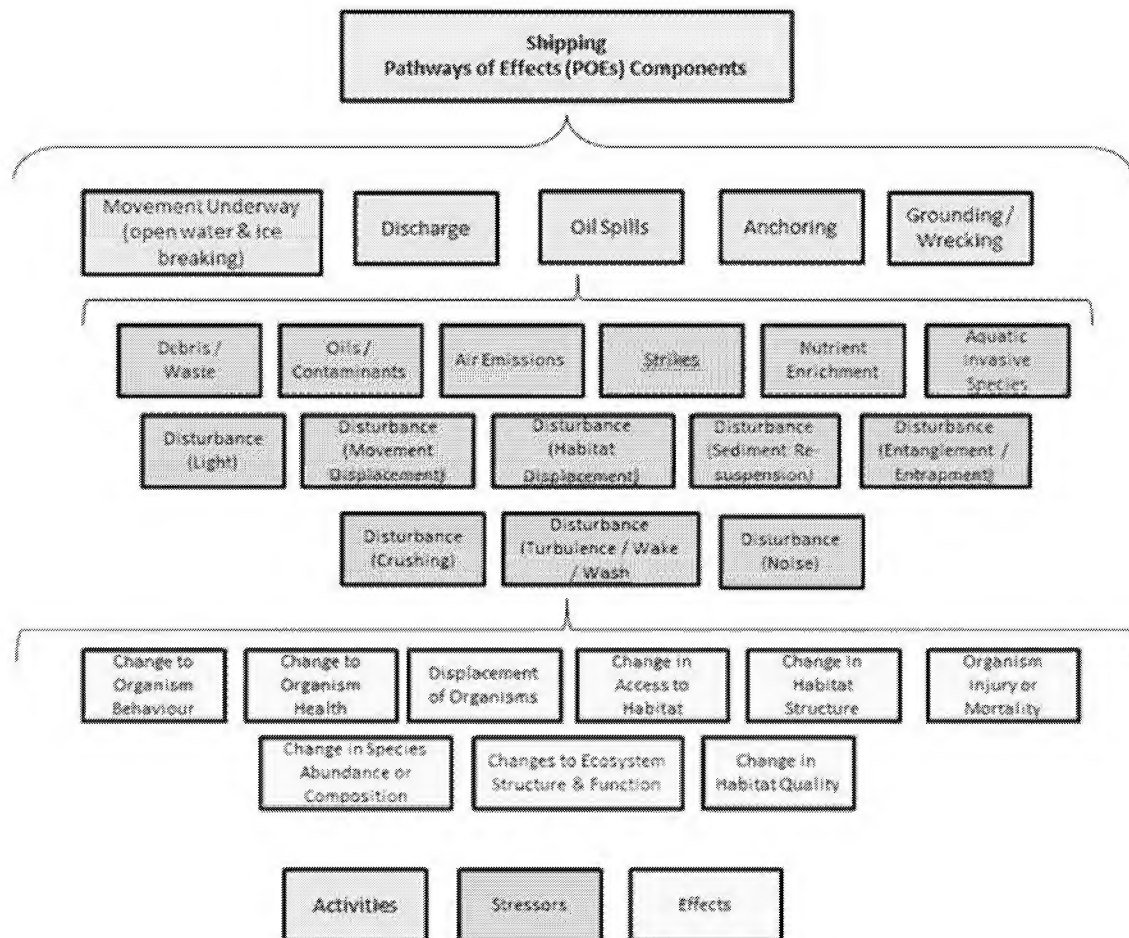 Shipping
Pathways of Effects (POEs) Components
Movement Underway
(open water & ice
breaking)
Discharge
Oil Spills
Anchoring
Grounding /
Wrecking
Debris /
Waste
Oils /
Contaminants
Air Emissions
Strikes
Nutrient
Enrichment
Aquatic
Invasive
Species
Disturbance
(Light)
Disturbance
(Movement
Displacement)
Disturbance
(Habitat
Displacement)
Disturbance
(Sediment Re-
suspension)
Disturbance
(Entanglement /
Entrapment)
Disturbance
(Crushing)
Disturbance
(Turbulence / Wake
/ Wash
Disturbance
(Noise)
Change to
Organism
Behaviour
Change to
Organism
Health
Displacement
of Organisms
Change in
Access to
Habitat
Change in
Habitat
Structure
Organism
Injury or
Mortality
Change in Species
Abundance or
Composition
Changes to Ecosystem
Structure & Function
Change in
Habitat Quality
Activities
Stressors
Effects